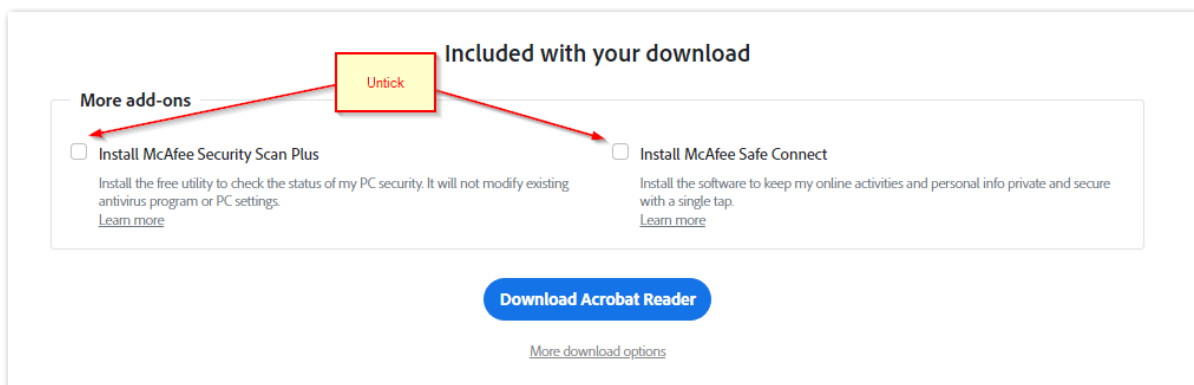 Included with your download
Untick
More add-ons
Install McAfee Security Scan Plus
Install the free utility to check the status of my PC security. It will not modify existing
antivirus program or PC settings.
Learn more
Install McAfee Safe Connect
Install the software to keep my online activities and personal info private and secure
with a single tap.
Learn more
Download Acrobat Reader
More download options